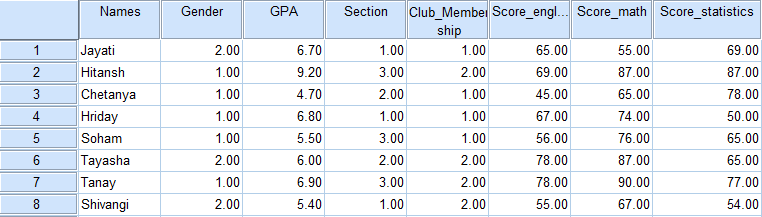 Names Gender GPA Section Club_Member Score_engl... Score_math Score_statistics
ship
1 Jayati 2.00 6.70 1.00 1.00 65.00 55.00 69.00
2 Hitansh 1.00 9.20 3.00 2.00 69.00 87.00 87.00
3 Chetanya 1.00 4.70 2.00 1.00 45.00 65.00 78.00
4 Hriday 1.00 6.80 1.00 1.00 67.00 74.00 50.00
5 Soham 1.00 5.50 3.00 1.00 56.00 76.00 65.00
6 Tayasha 2.00 6.00 2.00 2.00 78.00 87.00 65.00
7 Tanay 1.00 6.90 3.00 2.00 78.00 90.00 77.00
8 Shivangi 2.00 5.40 1.00 2.00 55.00 67.00 54.00